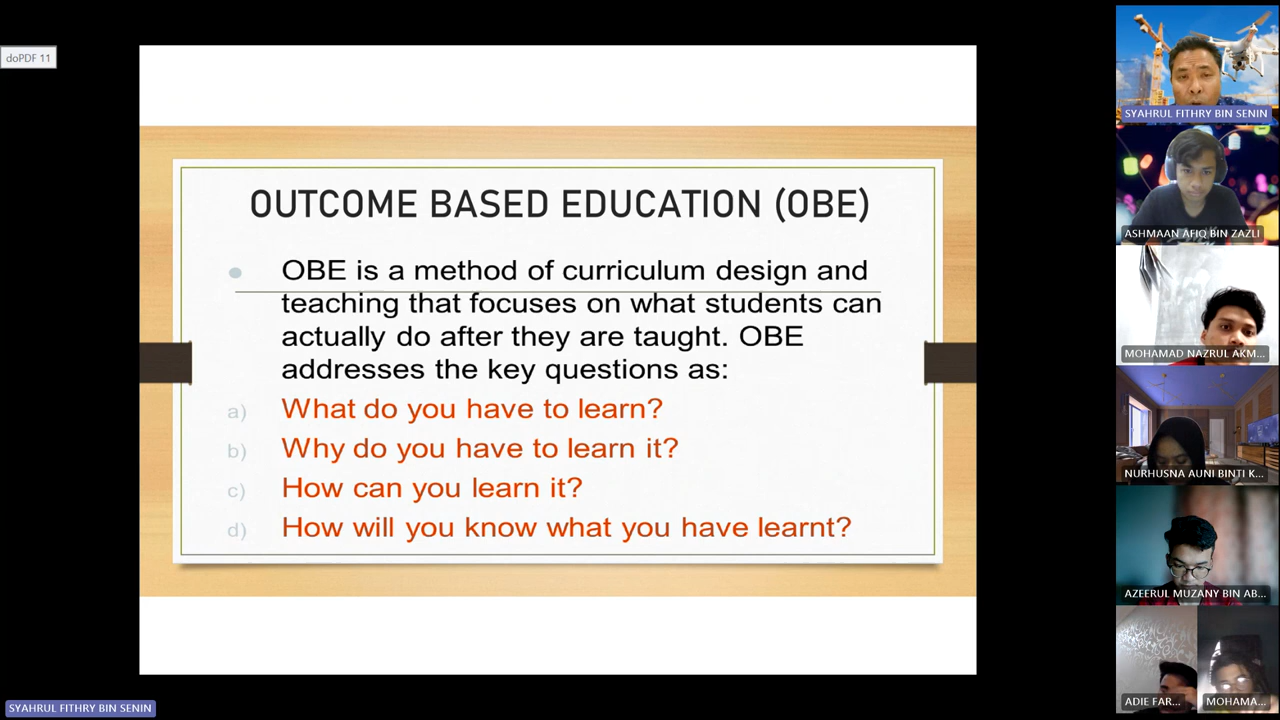 doPDF 11
OUTCOME BASED EDUCATION (OBE)
OBE is a method of curriculum design and
teaching that focuses on what students can
actually do after they are taught. OBE
addresses the key questions as:
a) What do you have to learn?
b) Why do you have to learn it?
c) How can you learn it?
d) How will you know what you have learnt?
SYAHRUL FITHRY BIN SENIN
SYAHRUL FITHRY BIN SENIN
ASHMAAN AFIQ BIN ZAZLI
MOHAMAD NAZRUL AKM...
NURHUSNA AUNI BINTI K...
AZEERUL MUZANY BIN AB...
ADIE FAR...
MOHAMA...